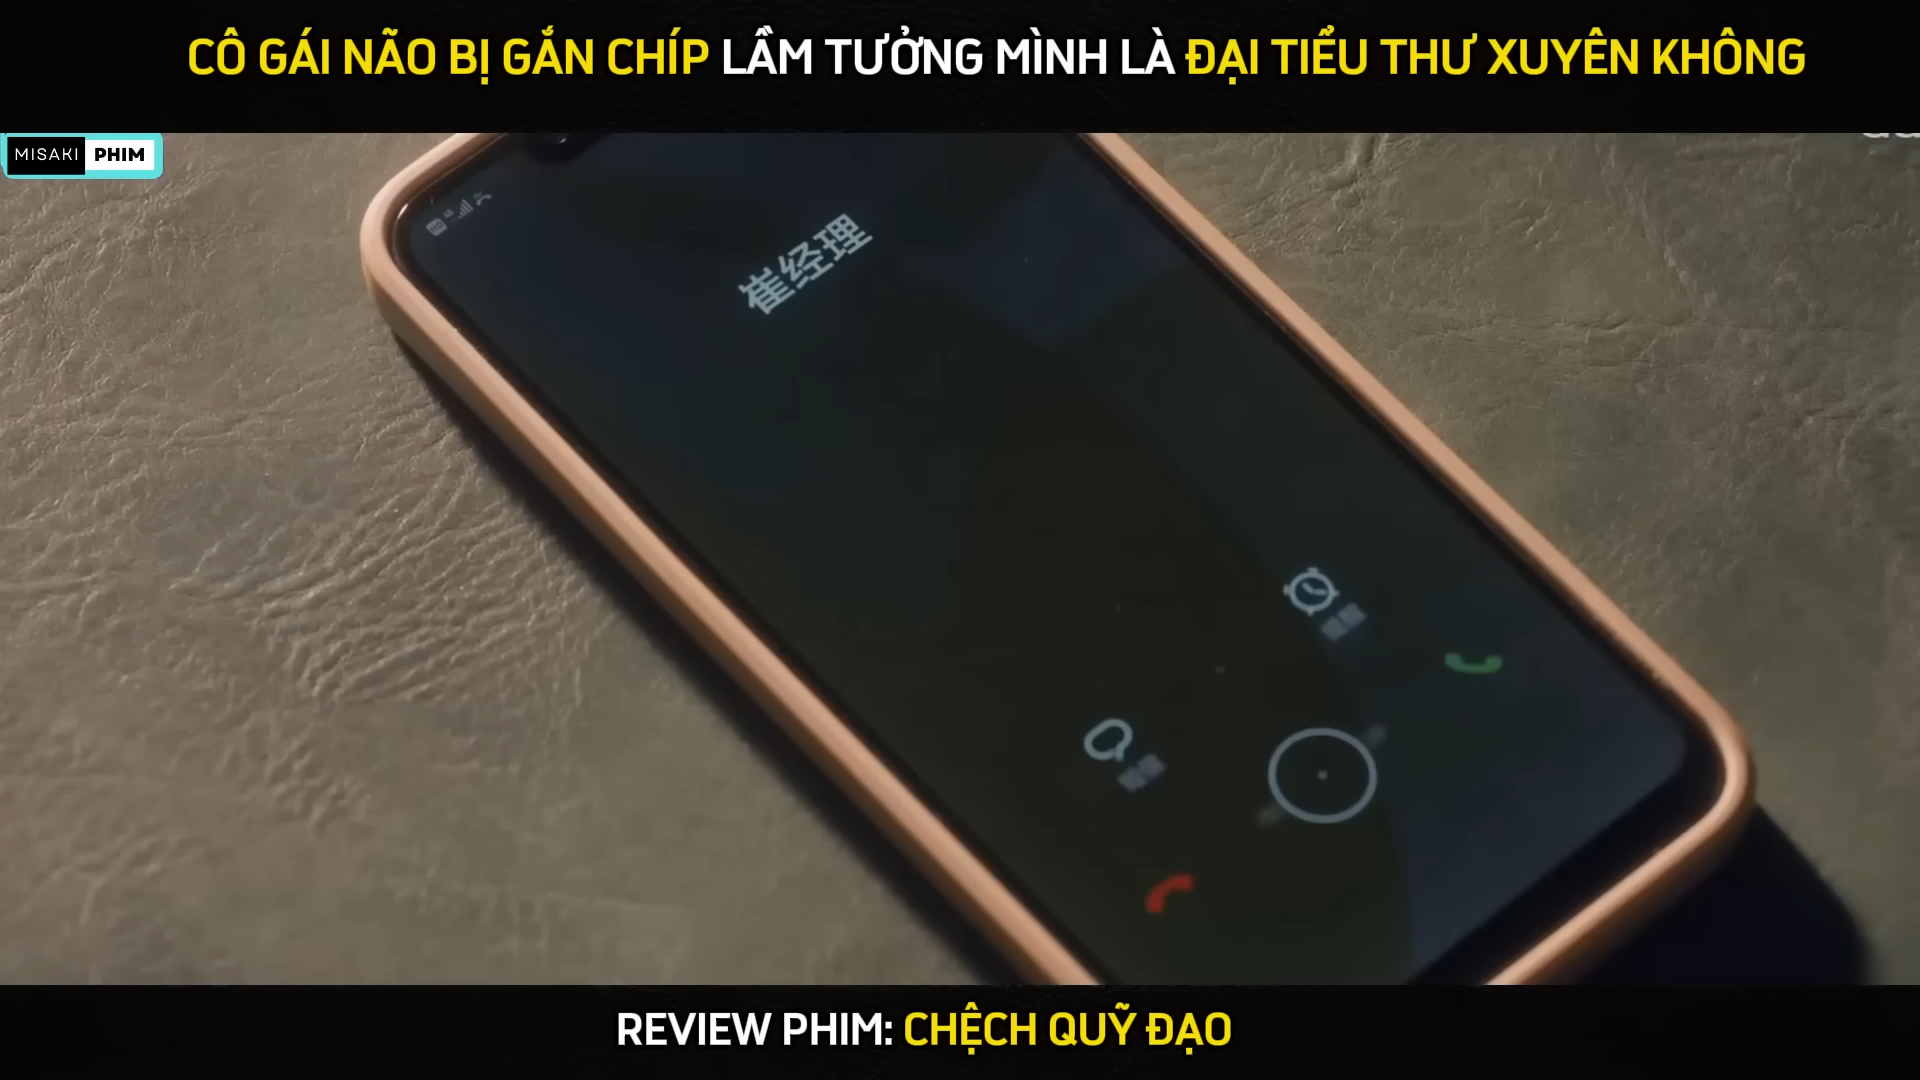 CÔ GÁI NÃO BỊ GẮN CHÍP LẦM TƯỞNG MÌNH LÀ ĐẠI TIỂU THƯ XUYÊN KHÔNG
MISAKI PHIM
崔经理
REVIEW PHIM: CHỆCH QUỸ ĐẠO